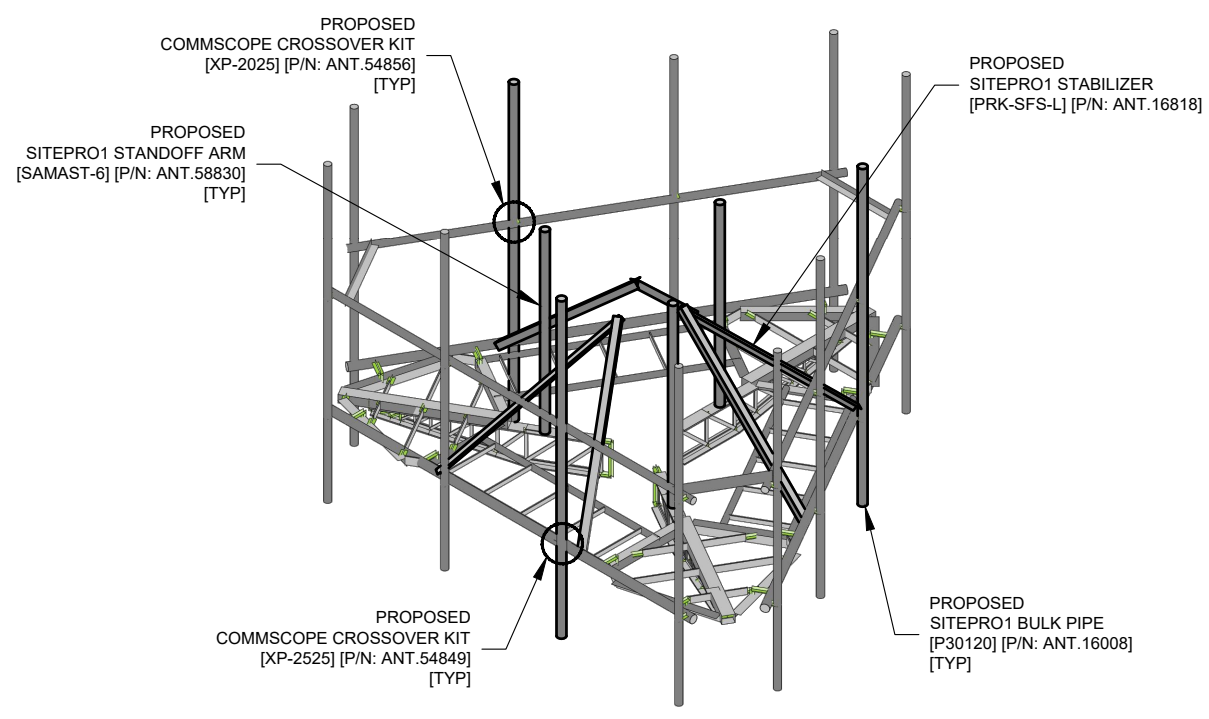 PROPOSED
COMMSCOPE CROSSOVER KIT
[XP-2025] [P/N: ANT.54856]
[TYP]
PROPOSED
SITEPRO1 STABILIZER
[PRK-SFS-L] [P/N: ANT.16818]
PROPOSED
SITEPRO1 STANDOFF ARM
[SAMAST-6] [P/N: ANT.58830]
[TYP]
PROPOSED
COMMSCOPE CROSSOVER KIT
[XP-2525] [P/N: ANT.54849]
[TYP]
PROPOSED
SITEPRO1 BULK PIPE
[P30120] [P/N: ANT.16008]
[TYP]